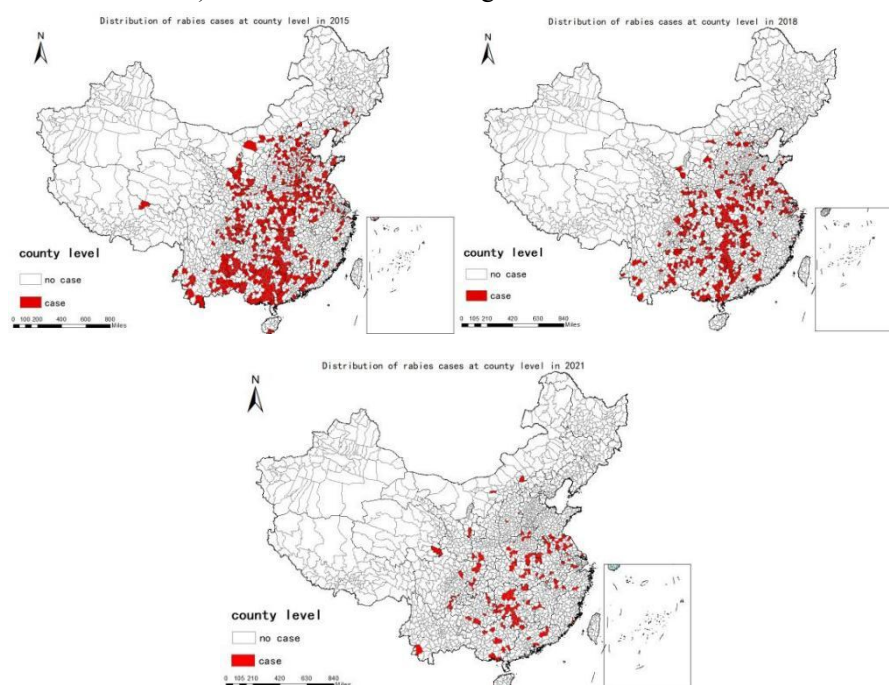 Distribution of rabies cases at county level in 2015
N
county level
no case
case
0 100 200 400 600 800
Miles
Distribution of rabies cases at county level in 2018
N
county level
no case
case
0 105 210 420 630 840
Miles
Distribution of rabies cases at county level in 2021
N
county level
no case
case
0 105 210 420 630 840
Miles